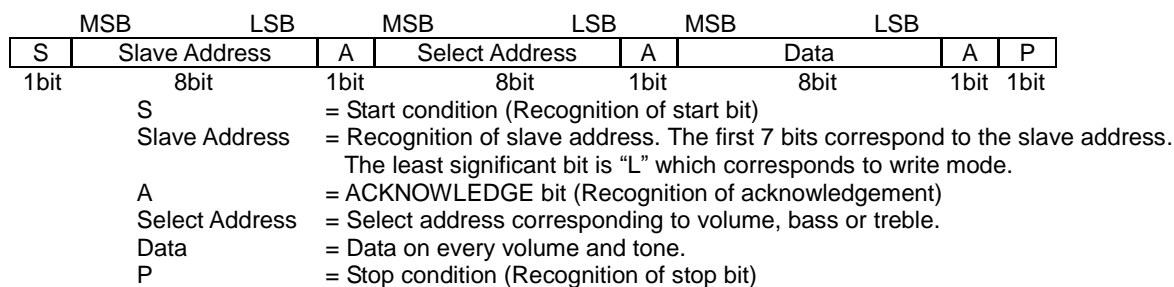 MSB LSB MSB LSB MSB LSB
S Slave Address A Select Address A Data A P
1bit 8bit 1bit 8bit 1bit 8bit 1bit 1bit
S = Start condition (Recognition of start bit)
Slave Address = Recognition of slave address. The first 7 bits correspond to the slave address.
The least significant bit is “L” which corresponds to write mode.
A = ACKNOWLEDGE bit (Recognition of acknowledgement)
Select Address = Select address corresponding to volume, bass or treble.
Data = Data on every volume and tone.
P = Stop condition (Recognition of stop bit)